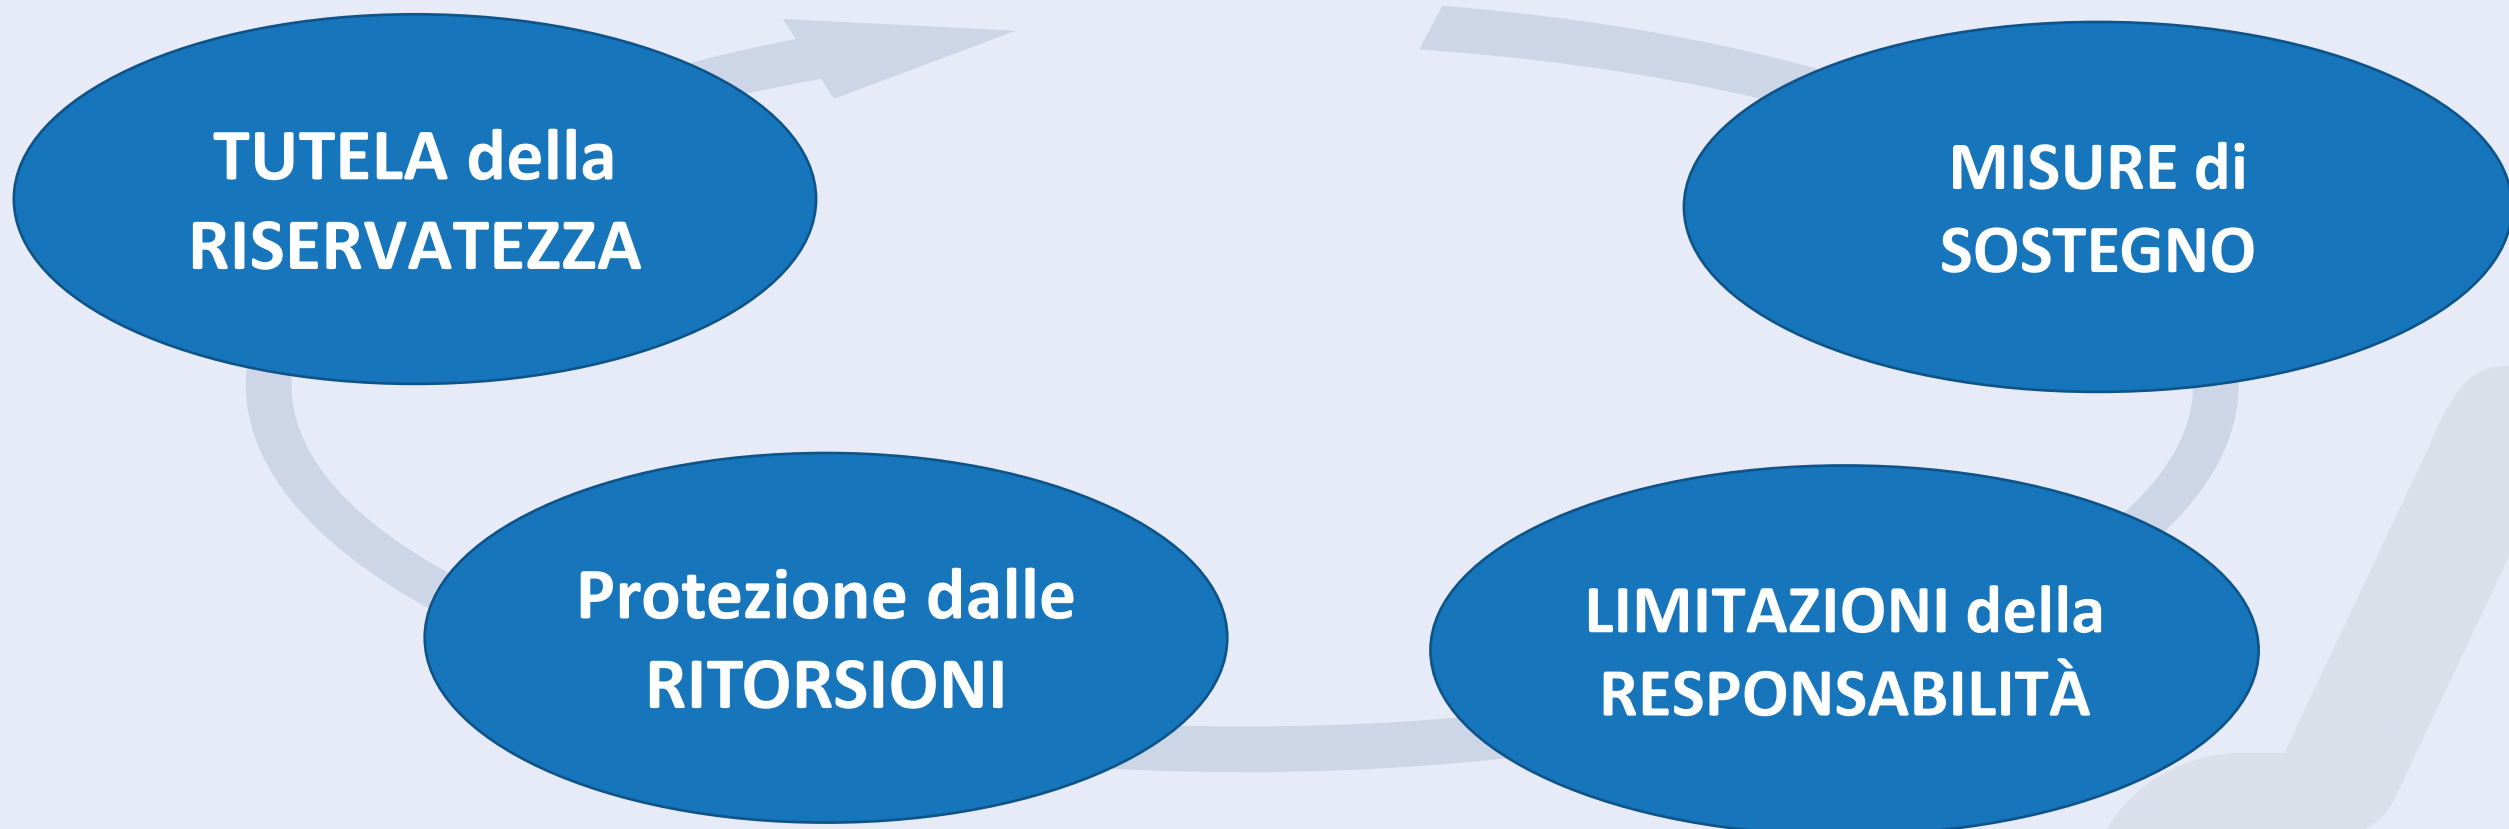 TUTELA della
RISERVATEZZA
MISURE di
SOSTEGNO
Protezione dalle
RITORSIONI
LIMITAZIONI della
RESPONSABILITÀ